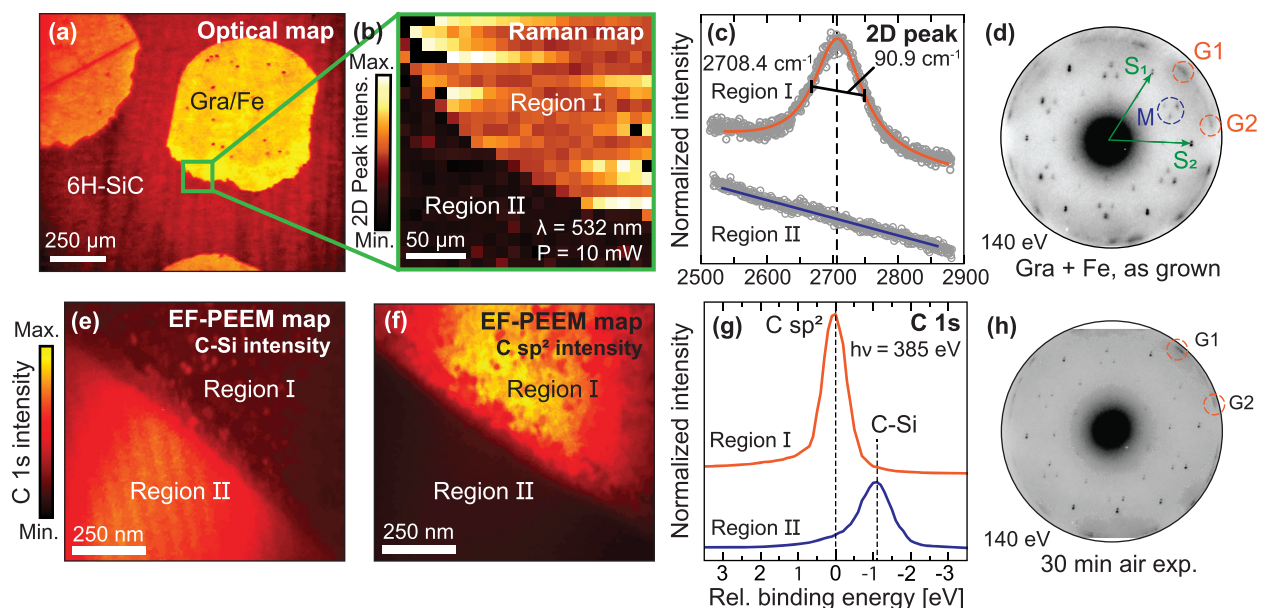 (a) Optical map
Gra/Fe
6H-SiC
250 µm
Max.
2D Peak intens.
Min.
(b) Raman map
Region I
Region II
λ = 532 nm
P = 10 mW
50 µm
(c) 2D peak
2708.4 cm⁻¹
90.9 cm⁻¹
Region I
Region II
Normalized intensity
2500 2600 2700 2800 2900
(d)
G1
S₁
M
G2
S₂
140 eV
Gra + Fe, as grown
Max.
C 1s intensity
Min.
(e) EF-PEEM map
C-Si intensity
Region I
Region II
250 nm
(f) EF-PEEM map
C sp² intensity
Region I
Region II
250 nm
(g) C sp² C 1s
hν = 385 eV
C-Si
Region I
Region II
Normalized intensity
3 2 1 0 -1 -2 -3
Rel. binding energy [eV]
(h)
G1
G2
140 eV
30 min air exp.